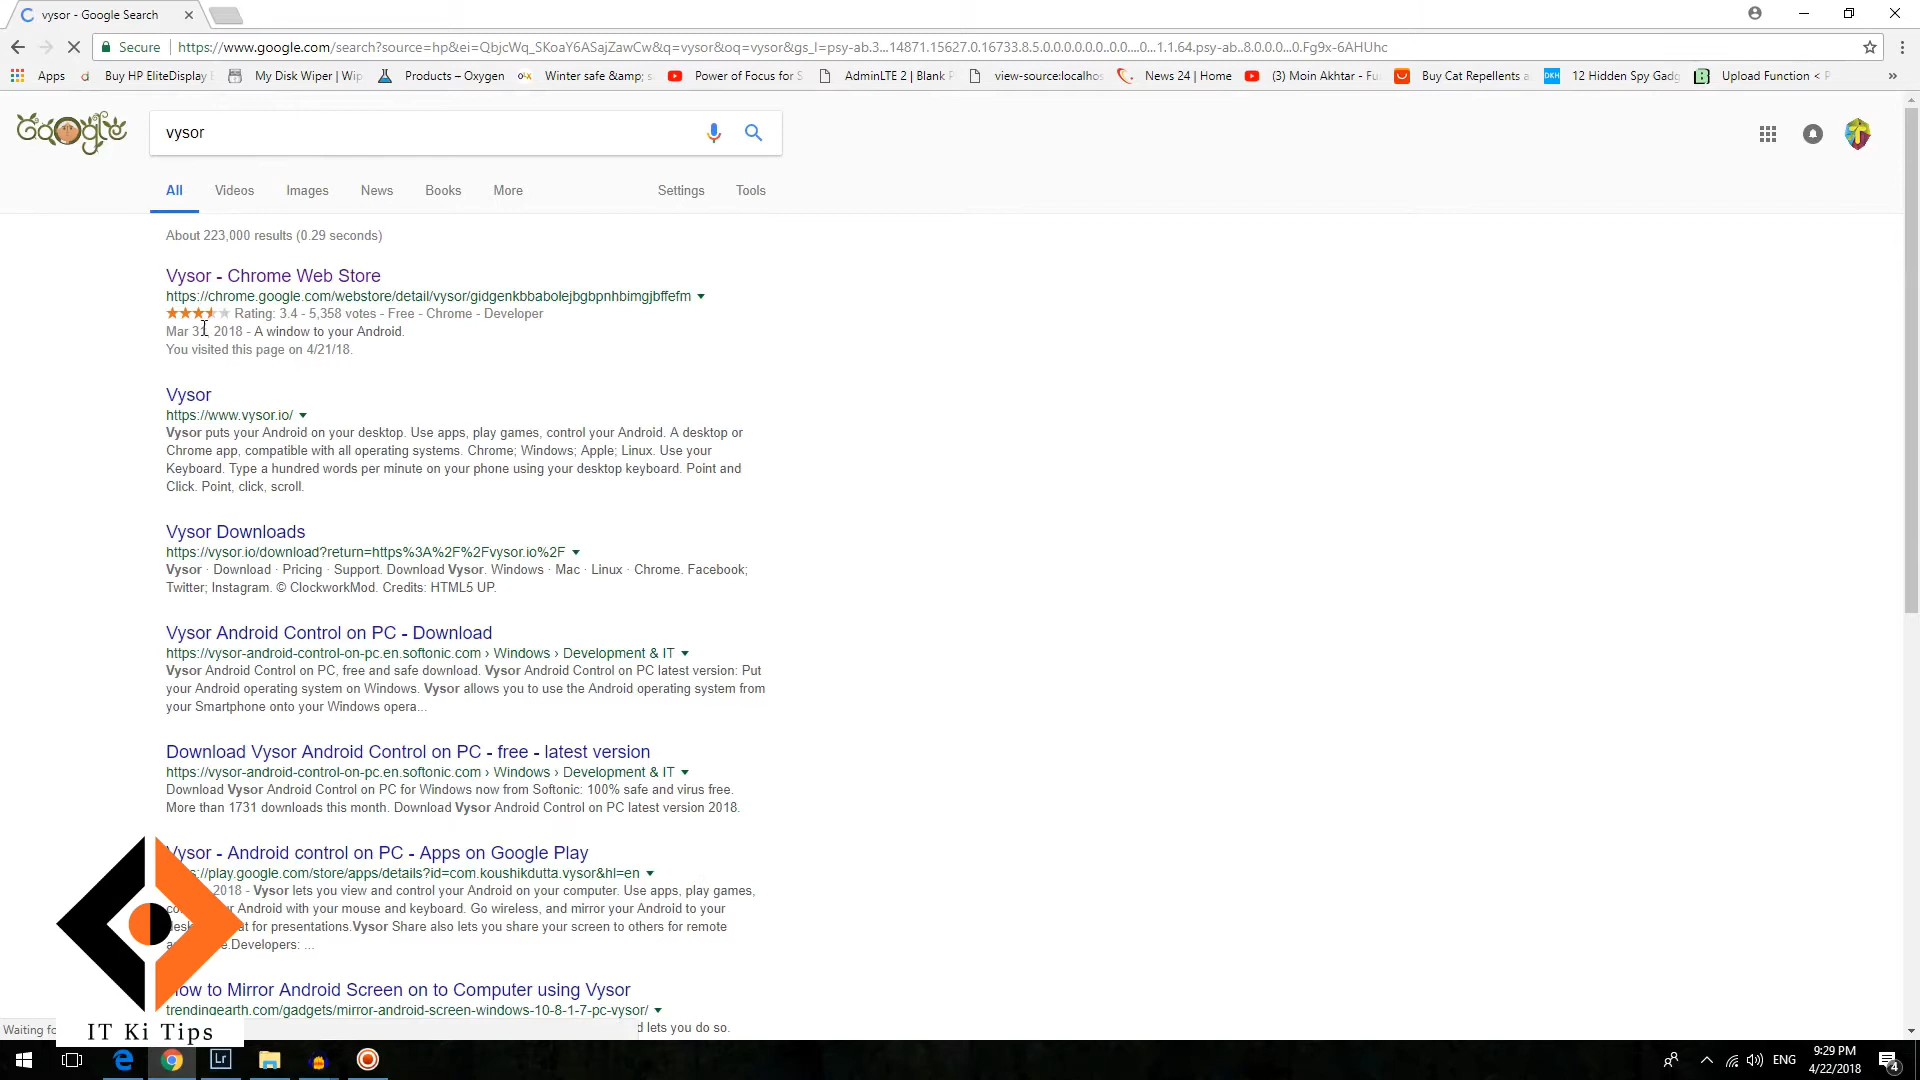 vysor - Google Search
Secure https://www.google.com/search?source=hp&ei=QbjcWq_SKoaY6ASajZawCw&q=vysor&oq=vysor&gs_l=psy-ab.3...14871.15627.0.16733.8.5.0.0.0.0.0.0..0.0....0...1.1.64.psy-ab..8.0.0.0...0.Fg9x-6AHUhc
Apps Buy HP EliteDisplay My Disk Wiper | Wip Products – Oxygen Winter safe &amp; s Power of Focus for S AdminLTE 2 | Blank view-source:localhos News 24 | Home (3) Moin Akhtar - Fu Buy Cat Repellents a 12 Hidden Spy Gadg Upload Function < »
Google
vysor
All Videos Images News Books More Settings Tools
About 223,000 results (0.29 seconds)
Vysor - Chrome Web Store
https://chrome.google.com/webstore/detail/vysor/gidgenkbbabolejbgbpnhbimgjbffefm
Rating: 3.4 - 5,358 votes - Free - Chrome - Developer
Mar 31, 2018 - A window to your Android.
You visited this page on 4/21/18.
Vysor
https://www.vysor.io/
Vysor puts your Android on your desktop. Use apps, play games, control your Android. A desktop or
Chrome app, compatible with all operating systems. Chrome; Windows; Apple; Linux. Use your
Keyboard. Type a hundred words per minute on your phone using your desktop keyboard. Point and
Click. Point, click, scroll.
Vysor Downloads
https://vysor.io/download?return=https%3A%2F%2Fvysor.io%2F
Vysor · Download · Pricing · Support. Download Vysor. Windows · Mac · Linux · Chrome. Facebook;
Twitter; Instagram. © ClockworkMod. Credits: HTML5 UP.
Vysor Android Control on PC - Download
https://vysor-android-control-on-pc.en.softonic.com › Windows › Development & IT
Vysor Android Control on PC, free and safe download. Vysor Android Control on PC latest version: Put
your Android operating system on Windows. Vysor allows you to use the Android operating system from
your Smartphone onto your Windows opera...
Download Vysor Android Control on PC - free - latest version
https://vysor-android-control-on-pc.en.softonic.com › Windows › Development & IT
Download Vysor Android Control on PC for Windows now from Softonic: 100% safe and virus free.
More than 1731 downloads this month. Download Vysor Android Control on PC latest version 2018.
Vysor - Android control on PC - Apps on Google Play
://play.google.com/store/apps/details?id=com.koushikdutta.vysor&hl=en
2018 - Vysor lets you view and control your Android on your computer. Use apps, play games,
Android with your mouse and keyboard. Go wireless, and mirror your Android to your
for presentations.Vysor Share also lets you share your screen to others for remote
Developers: ...
How to Mirror Android Screen on to Computer using Vysor
trendingearth.com/gadgets/mirror-android-screen-windows-10-8-1-7-pc-vysor/
lets you do so.
Waiting
IT Ki Tips
Lr
ENG
9:29 PM
4/22/2018
4